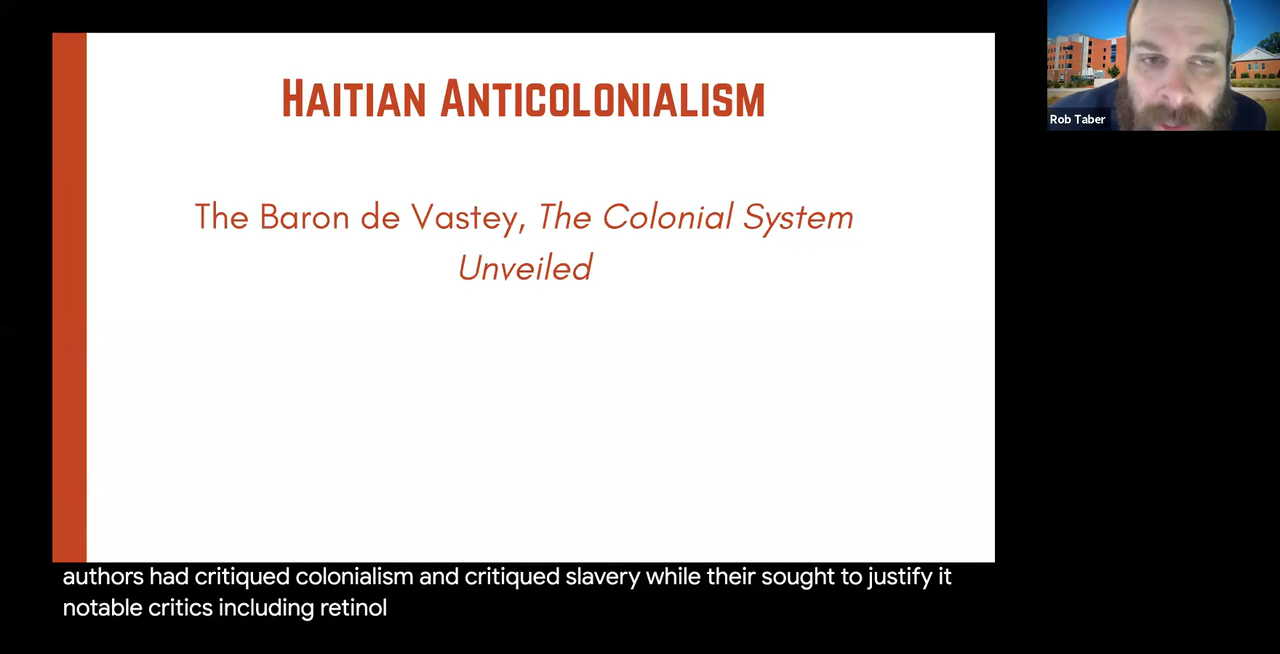 HAITIAN ANTICOLONIALISM
The Baron de Vastey, The Colonial System
Unveiled
Rob Taber
authors had critiqued colonialism and critiqued slavery while their sought to justify it
notable critics including retinol